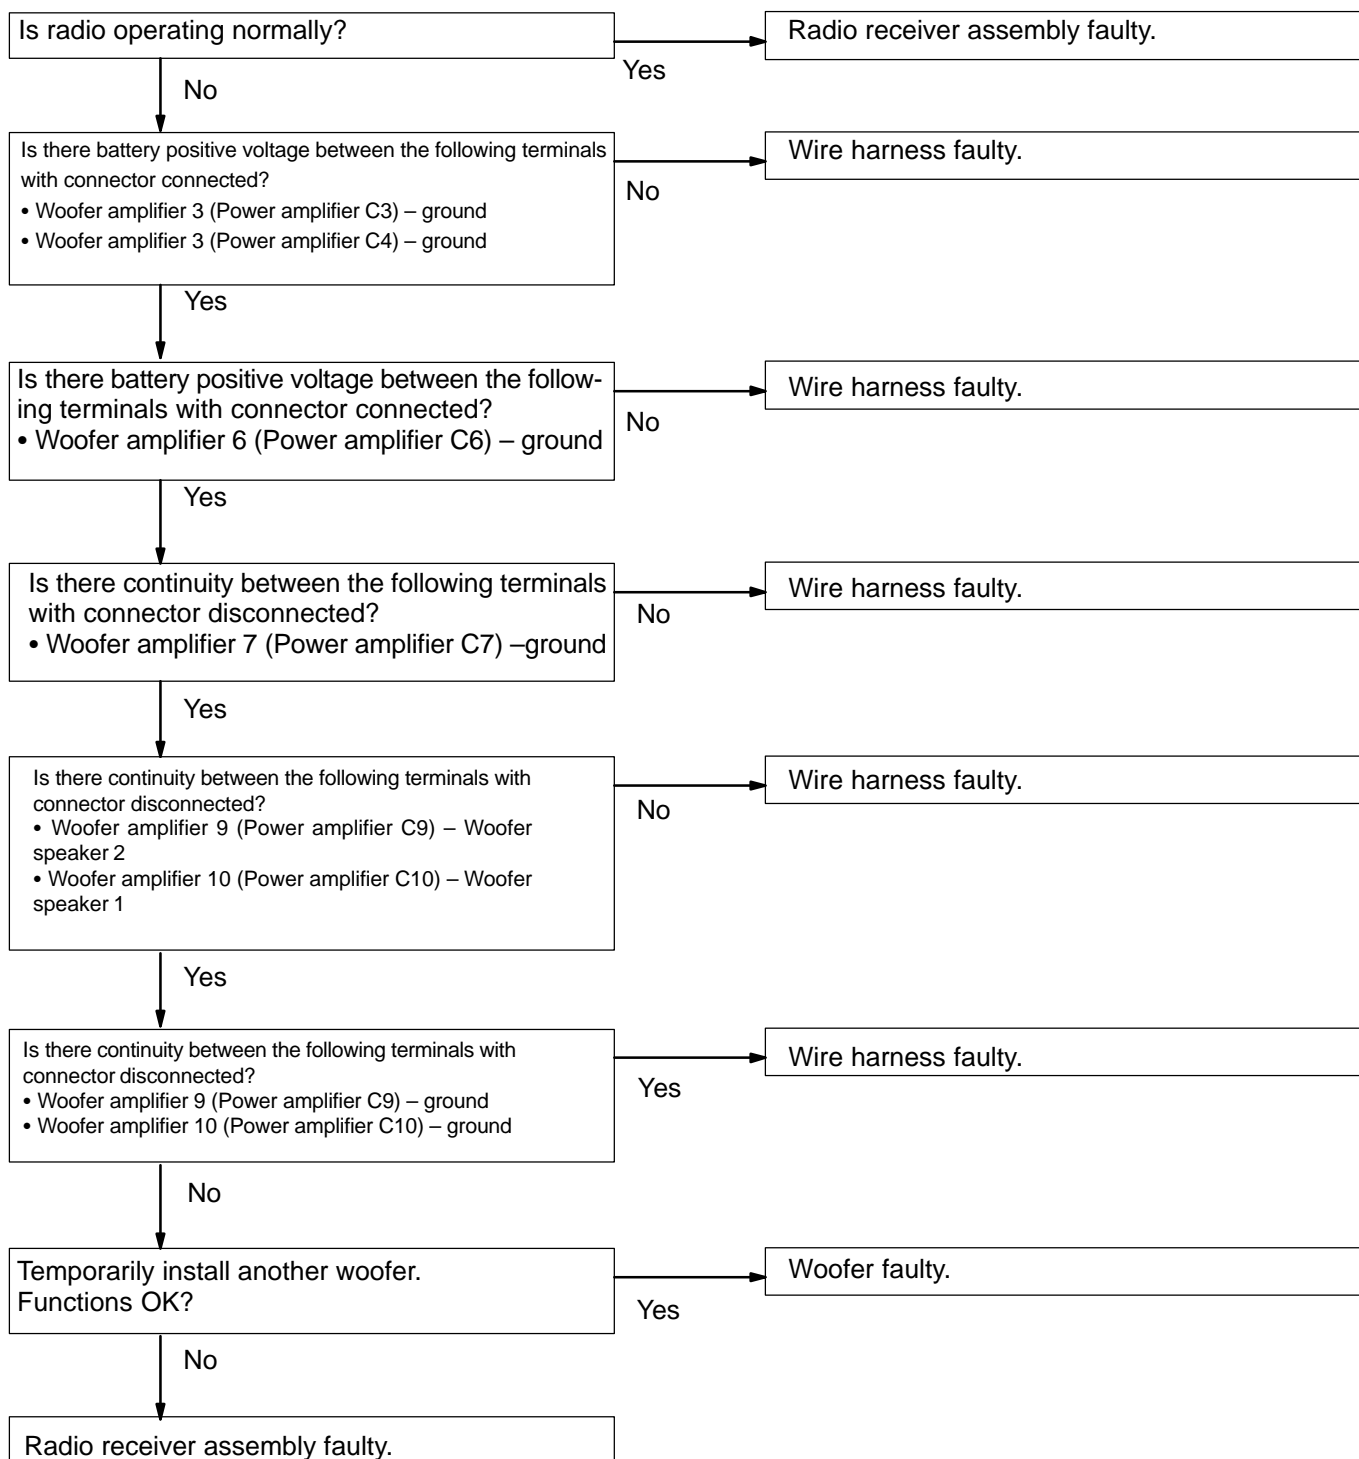 Is radio operating normally?
Radio receiver assembly faulty.
Yes
No
Is there battery positive voltage between the following terminals
with connector connected?
• Woofer amplifier 3 (Power amplifier C3) – ground
• Woofer amplifier 3 (Power amplifier C4) – ground
Wire harness faulty.
No
Yes
Is there battery positive voltage between the follow-
ing terminals with connector connected?
• Woofer amplifier 6 (Power amplifier C6) – ground
Wire harness faulty.
No
Yes
Is there continuity between the following terminals
with connector disconnected?
• Woofer amplifier 7 (Power amplifier C7) –ground
Wire harness faulty.
No
Yes
Is there continuity between the following terminals with
connector disconnected?
• Woofer amplifier 9 (Power amplifier C9) – Woofer
speaker 2
• Woofer amplifier 10 (Power amplifier C10) – Woofer
speaker 1
Wire harness faulty.
No
Yes
Is there continuity between the following terminals with
connector disconnected?
• Woofer amplifier 9 (Power amplifier C9) – ground
• Woofer amplifier 10 (Power amplifier C10) – ground
Wire harness faulty.
Yes
No
Temporarily install another woofer.
Functions OK?
Woofer faulty.
Yes
No
Radio receiver assembly faulty.